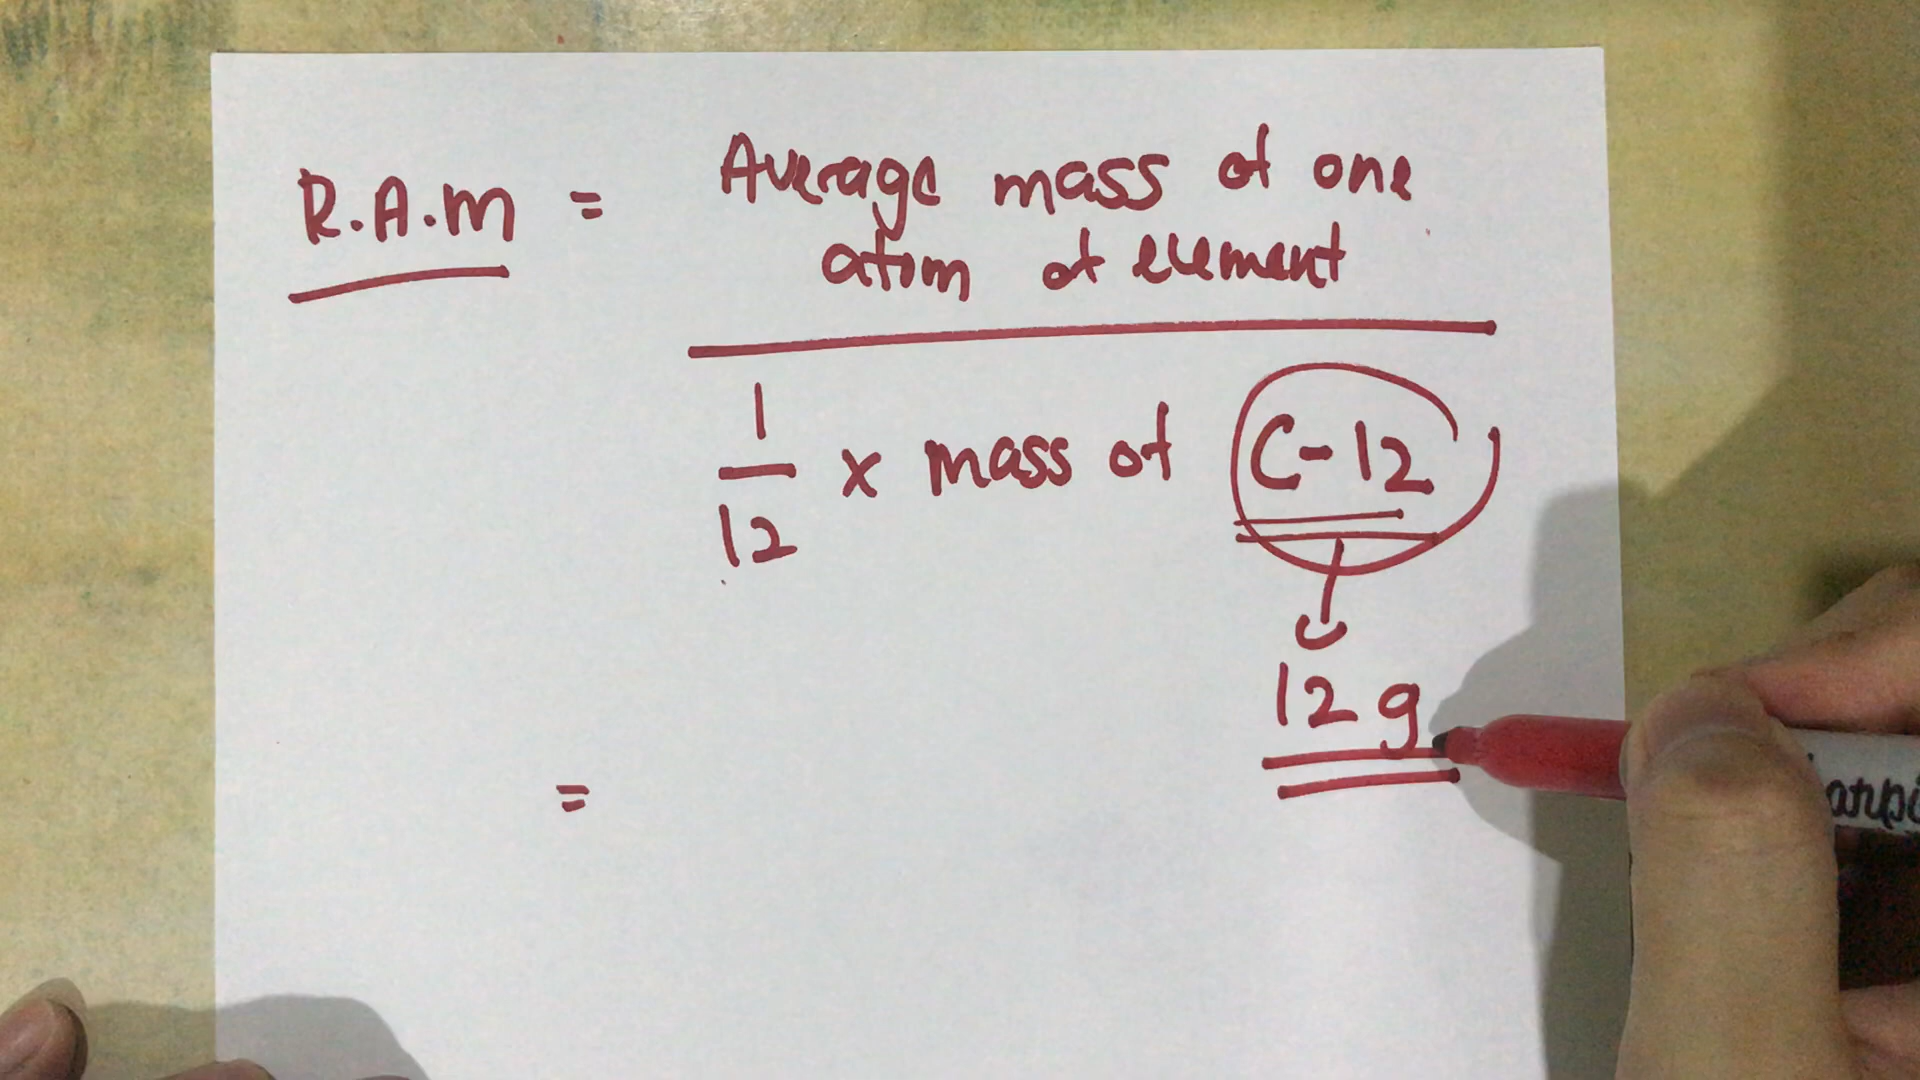 R.A.M = Average mass of one
atom of element
1
12 x mass of C-12
12 g
=